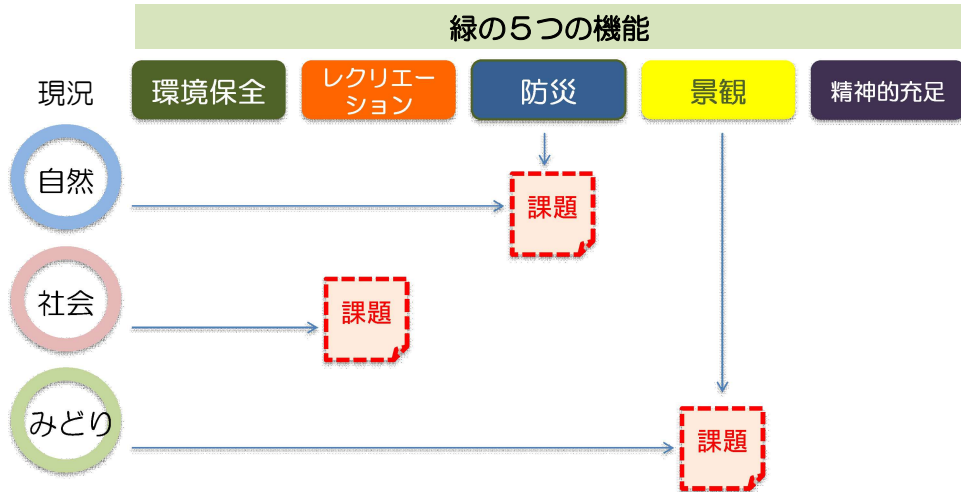 緑の５つの機能
現況
環境保全
レクリエー
ション
防災
景観
精神的充足
自然
課題
社会
課題
みどり
課題